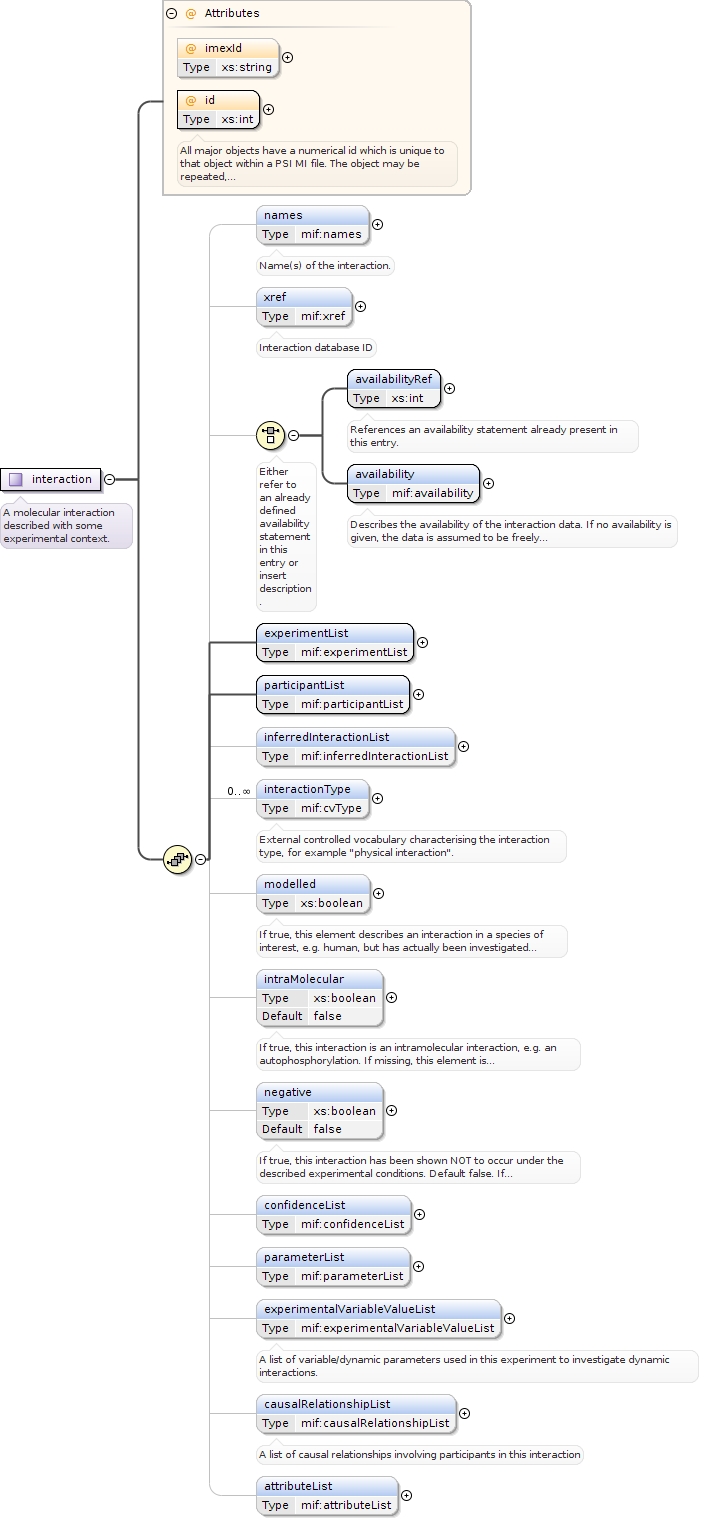 Attributes
@ imexId
Type xs:string
@ id
Type xs:int
All major objects have a numerical id which is unique to
that object within a PSI MI file. The object may be
repeated,...
names
Type mif:names
Name(s) of the interaction.
xref
Type mif:xref
Interaction database ID
availabilityRef
Type xs:int
References an availability statement already present in
this entry.
availability
Type mif:availability
Describes the availability of the interaction data. If no availability is
given, the data is assumed to be freely...
Either
refer to
an already
defined
availability
statement
in this
entry or
insert
description
.
interaction
A molecular interaction
described with some
experimental context.
experimentList
Type mif:experimentList
participantList
Type mif:participantList
inferredInteractionList
Type mif:inferredInteractionList
0..∞
interactionType
Type mif:cvType
External controlled vocabulary characterising the interaction
type, for example "physical interaction".
modelled
Type xs:boolean
If true, this element describes an interaction in a species of
interest, e.g. human, but has actually been investigated...
intraMolecular
Type xs:boolean
Default false
If true, this interaction is an intramolecular interaction, e.g. an
autophosphorylation. If missing, this element is...
negative
Type xs:boolean
Default false
If true, this interaction has been shown NOT to occur under the
described experimental conditions. Default false. If...
confidenceList
Type mif:confidenceList
parameterList
Type mif:parameterList
experimentalVariableValueList
Type mif:experimentalVariableValueList
A list of variable/dynamic parameters used in this experiment to investigate dynamic
interactions.
causalRelationshipList
Type mif:causalRelationshipList
A list of causal relationships involving participants in this interaction
attributeList
Type mif:attributeList